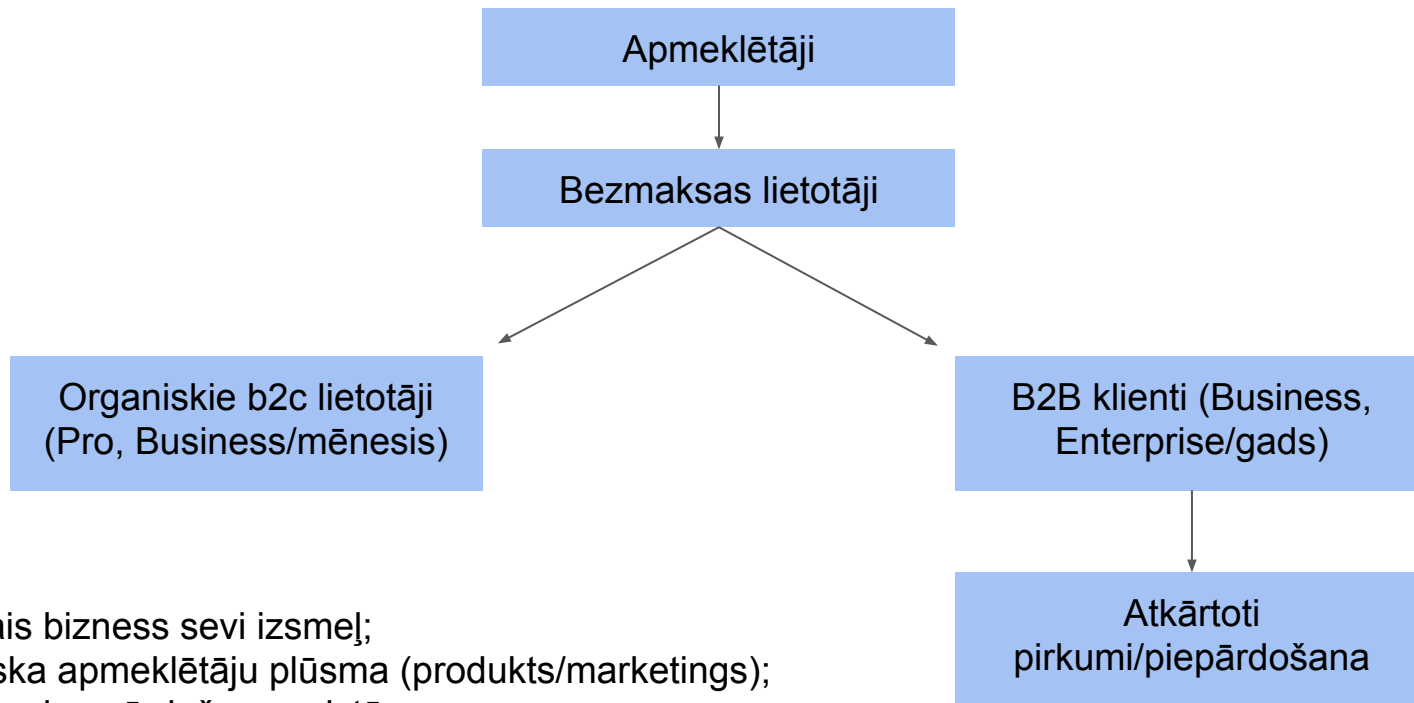 Apmeklētāji
Bezmaksas lietotāji
Organiskie b2c lietotāji
(Pro, Business/mēnesis)
B2B klienti (Business,
Enterprise/gads)
Atkārtoti
pirkumi/piepārdošana
bizness sevi izsmeļ;
apmeklētāju plūsma (produkts/marketings);